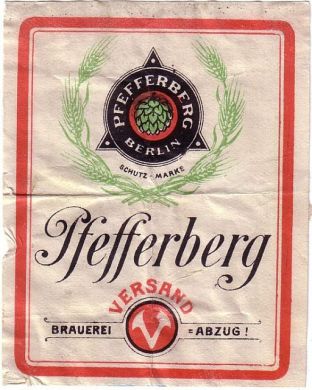 PFEFFERBERG
BERLIN
SCHUTZ - MARKE
Pfefferberg
VERSAND
BRAUEREI V = ABZUG!